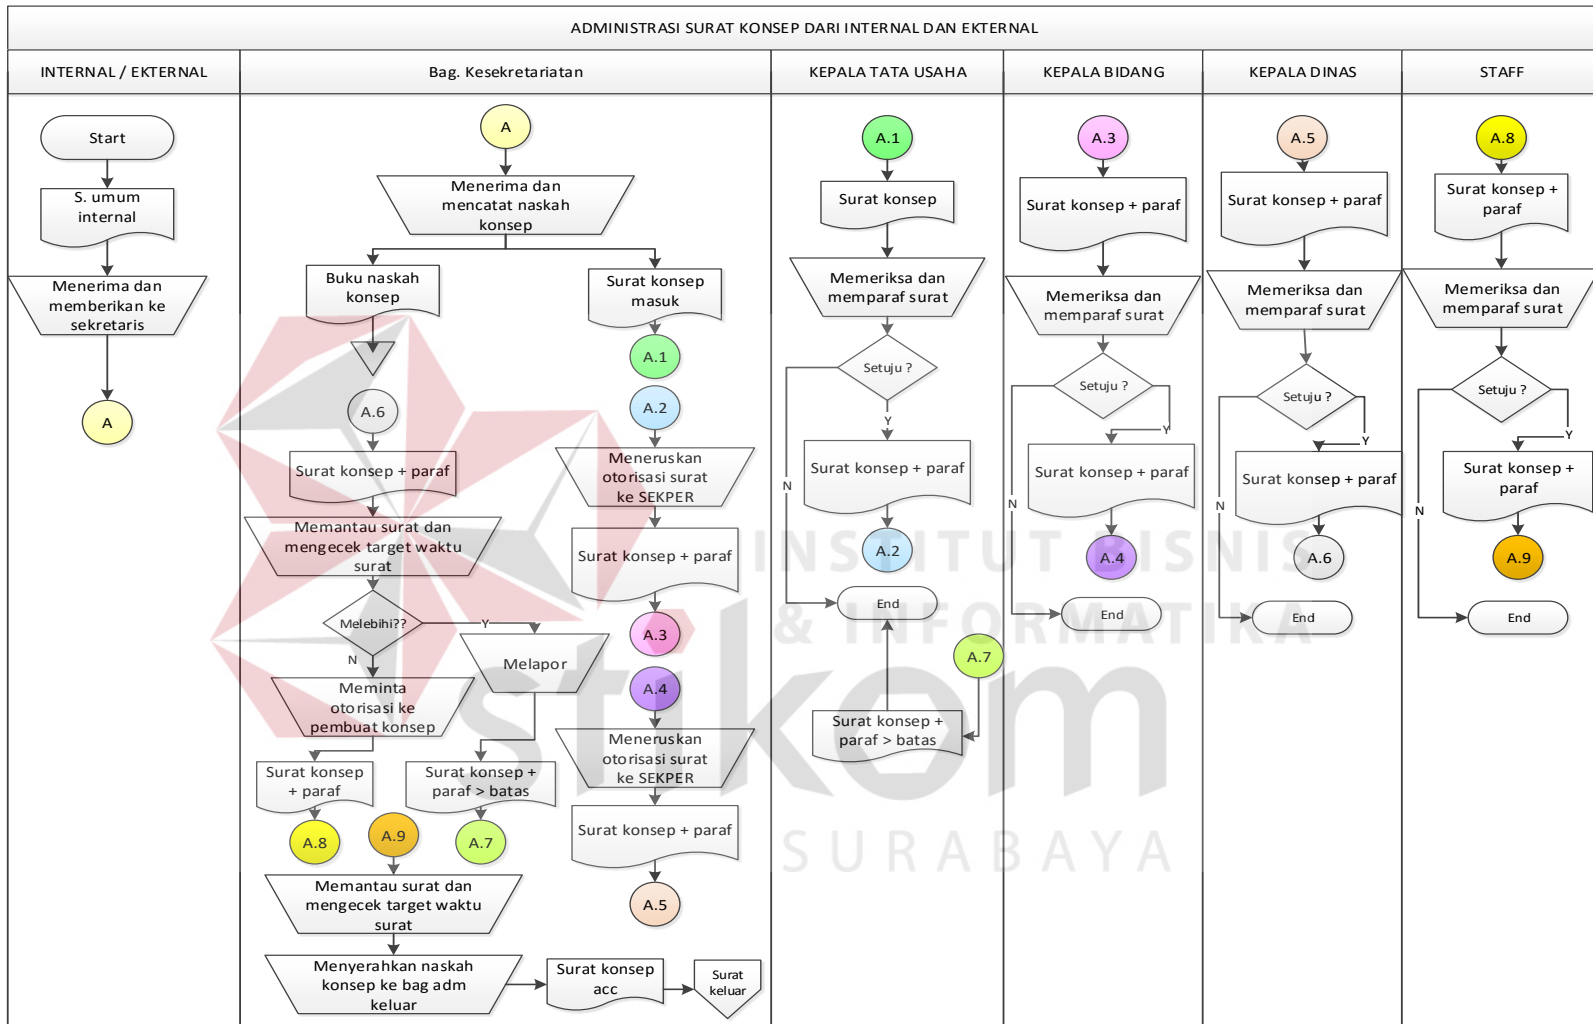 ADMINISTRASI SURAT KONSEP DARI INTERNAL DAN EKTERNAL
INTERNAL / EKTERNAL
Start
S. umum
internal
Menerima dan
memberikan ke
sekretaris
A
Bag. Kesekretariatan
A
Menerima dan
mencatat naskah
konsep
Buku naskah
konsep
Surat konsep
masuk
A.1
A.6
Surat konsep + paraf
Memantau surat dan
mengecek target waktu
surat
Melebihi??
Y
N
Melapor
Meminta
otorisasi ke
pembuat konsep
Surat konsep
+ paraf
A.8
Surat konsep +
paraf > batas
A.7
A.2
Meneruskan
otorisasi surat
ke SEKPER
Surat konsep + paraf
A.3
A.4
Meneruskan
otorisasi surat
ke SEKPER
Surat konsep + paraf
A.5
A.9
Memantau surat dan
mengecek target waktu
surat
Menyerahkan naskah
konsep ke bag adm
keluar
Surat konsep
acc
Surat
keluar
KEPALA TATA USAHA
A.1
Surat konsep
Memeriksa dan
memparaf surat
Setuju ?
Y
N
Surat konsep + paraf
A.2
End
A.7
Surat konsep +
paraf > batas
KEPALA BIDANG
A.3
Surat konsep + paraf
Memeriksa dan
memparaf surat
Setuju ?
Y
N
Surat konsep + paraf
A.4
End
KEPALA DINAS
A.5
Surat konsep + paraf
Memeriksa dan
memparaf surat
Setuju ?
Y
N
Surat konsep + paraf
A.6
End
STAFF
A.8
Surat konsep +
paraf
Memeriksa dan
memparaf surat
Setuju ?
Y
N
Surat konsep +
paraf
A.9
End
INSTITUT BISNIS
& INFORMATIKA
stikom
SURABAYA